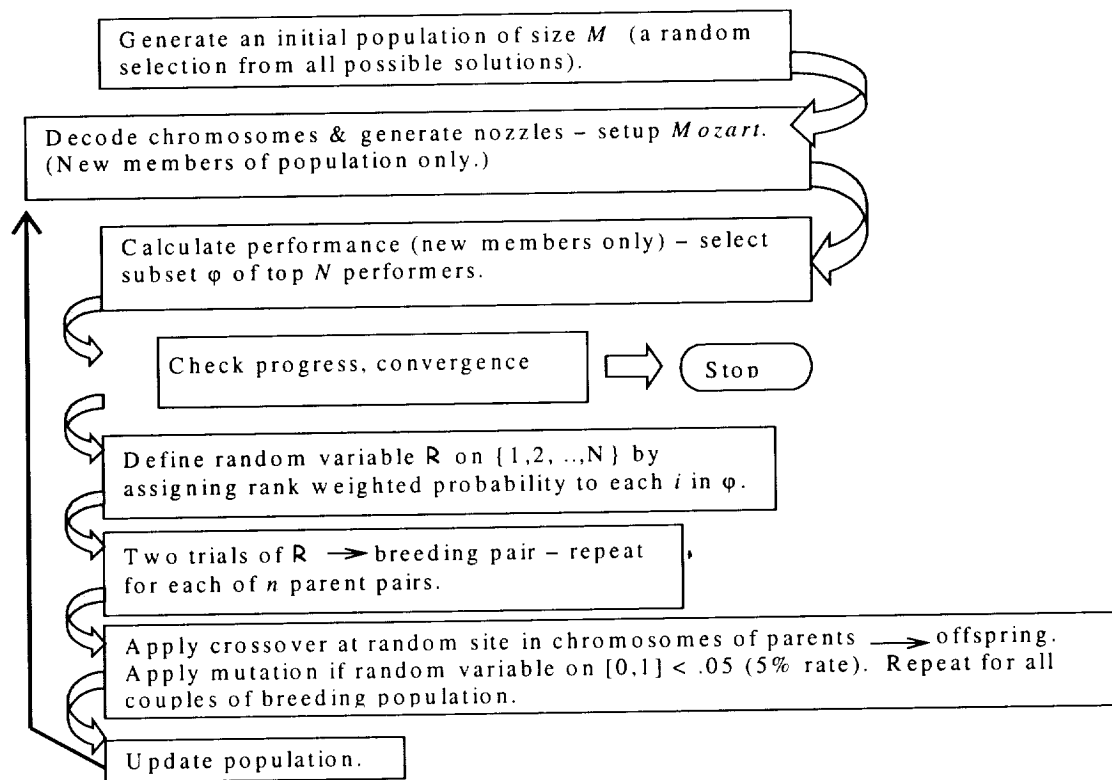 Generate an initial population of size M (a random
selection from all possible solutions).
Decode chromosomes & generate nozzles – setup Mozart.
(New members of population only.)
Calculate performance (new members only) – select
subset φ of top N performers.
Check progress, convergence
Stop
Define random variable R on {1,2, ..,N} by
assigning rank weighted probability to each i in φ.
Two trials of R → breeding pair – repeat
for each of n parent pairs.
Apply crossover at random site in chromosomes of parents → offspring.
Apply mutation if random variable on [0,1] < .05 (5% rate). Repeat for all
couples of breeding population.
Update population.